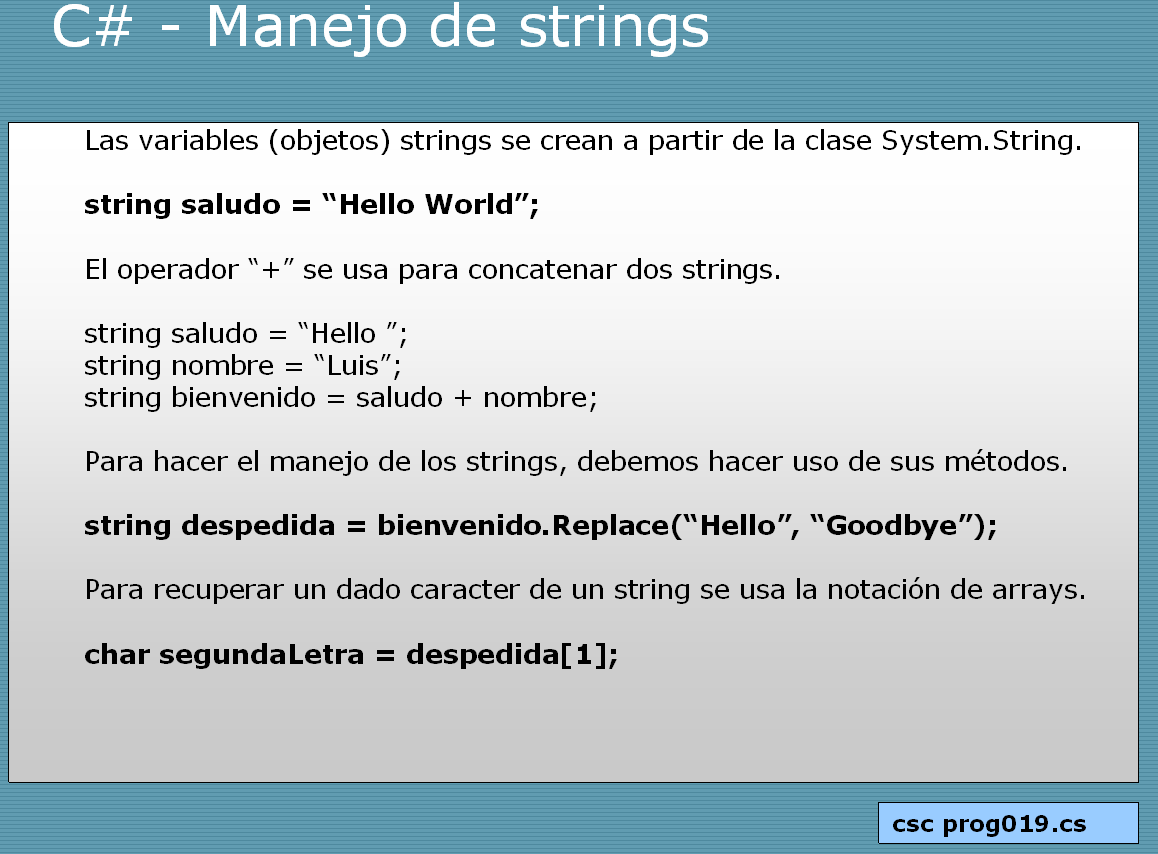 C# - Manejo de strings
Las variables (objetos) strings se crean a partir de la clase System.String.
string saludo = “Hello World”;
El operador “+” se usa para concatenar dos strings.
string saludo = “Hello ”;
string nombre = “Luis”;
string bienvenido = saludo + nombre;
Para hacer el manejo de los strings, debemos hacer uso de sus métodos.
string despedida = bienvenido.Replace(“Hello”, “Goodbye”);
Para recuperar un dado caracter de un string se usa la notación de arrays.
char segundaLetra = despedida[1];
csc prog019.cs